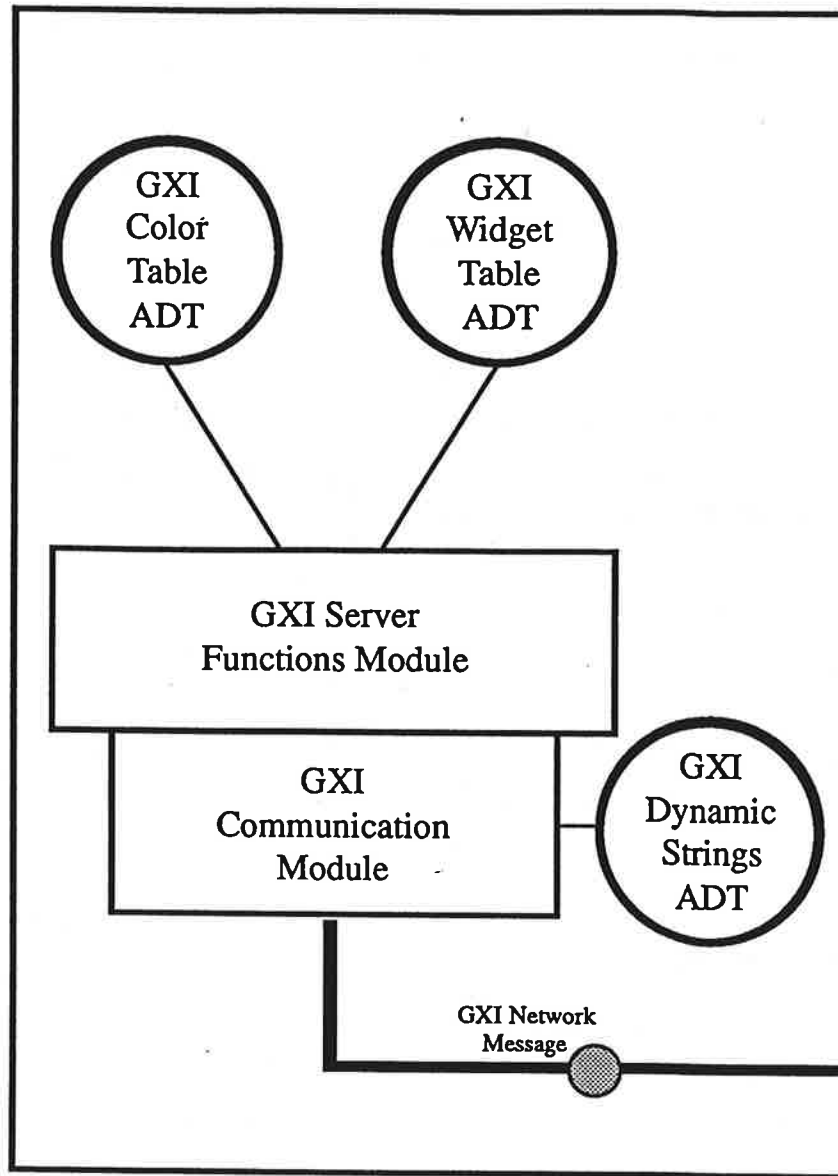 GXI
Color
Table
ADT
GXI
Widget
Table
ADT
GXI Server
Functions Module
GXI
Communication
Module
GXI
Dynamic
Strings
ADT
GXI Network
Message